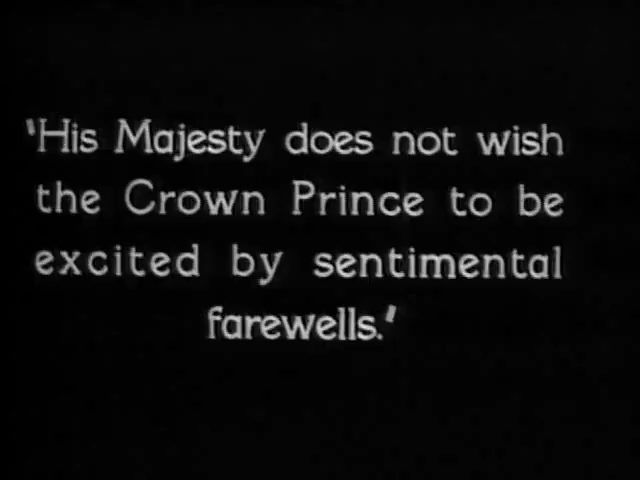 'His Majesty does not wish
the Crown Prince to be
excited by sentimental
farewells.'